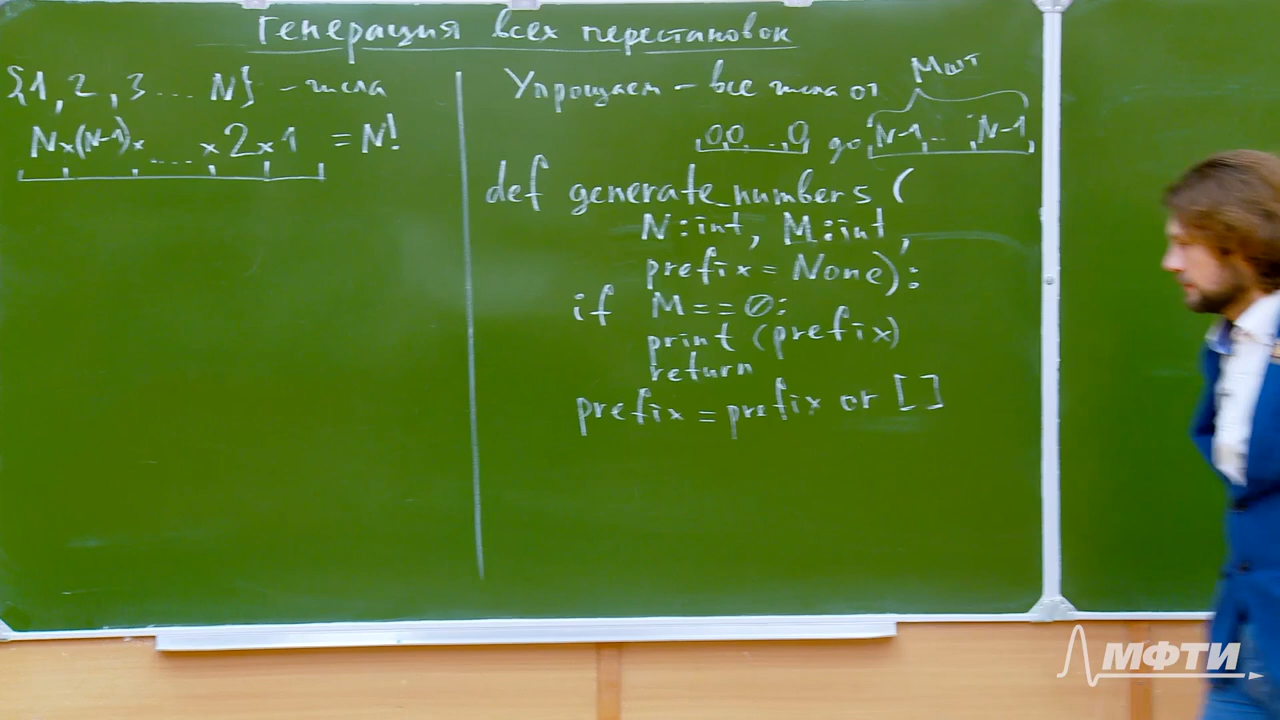 Генерация всех перестановок
{1, 2, 3 .... N} - числа
N×(N-1)× .... ×2×1 = N!
Упрощаем - все числа от
M шт
0,0, ...,0 до N-1, ... N-1
def generate_numbers (
N:int, M:int,
prefix = None):
if M == 0:
print (prefix)
return
prefix = prefix or []
МФТИ